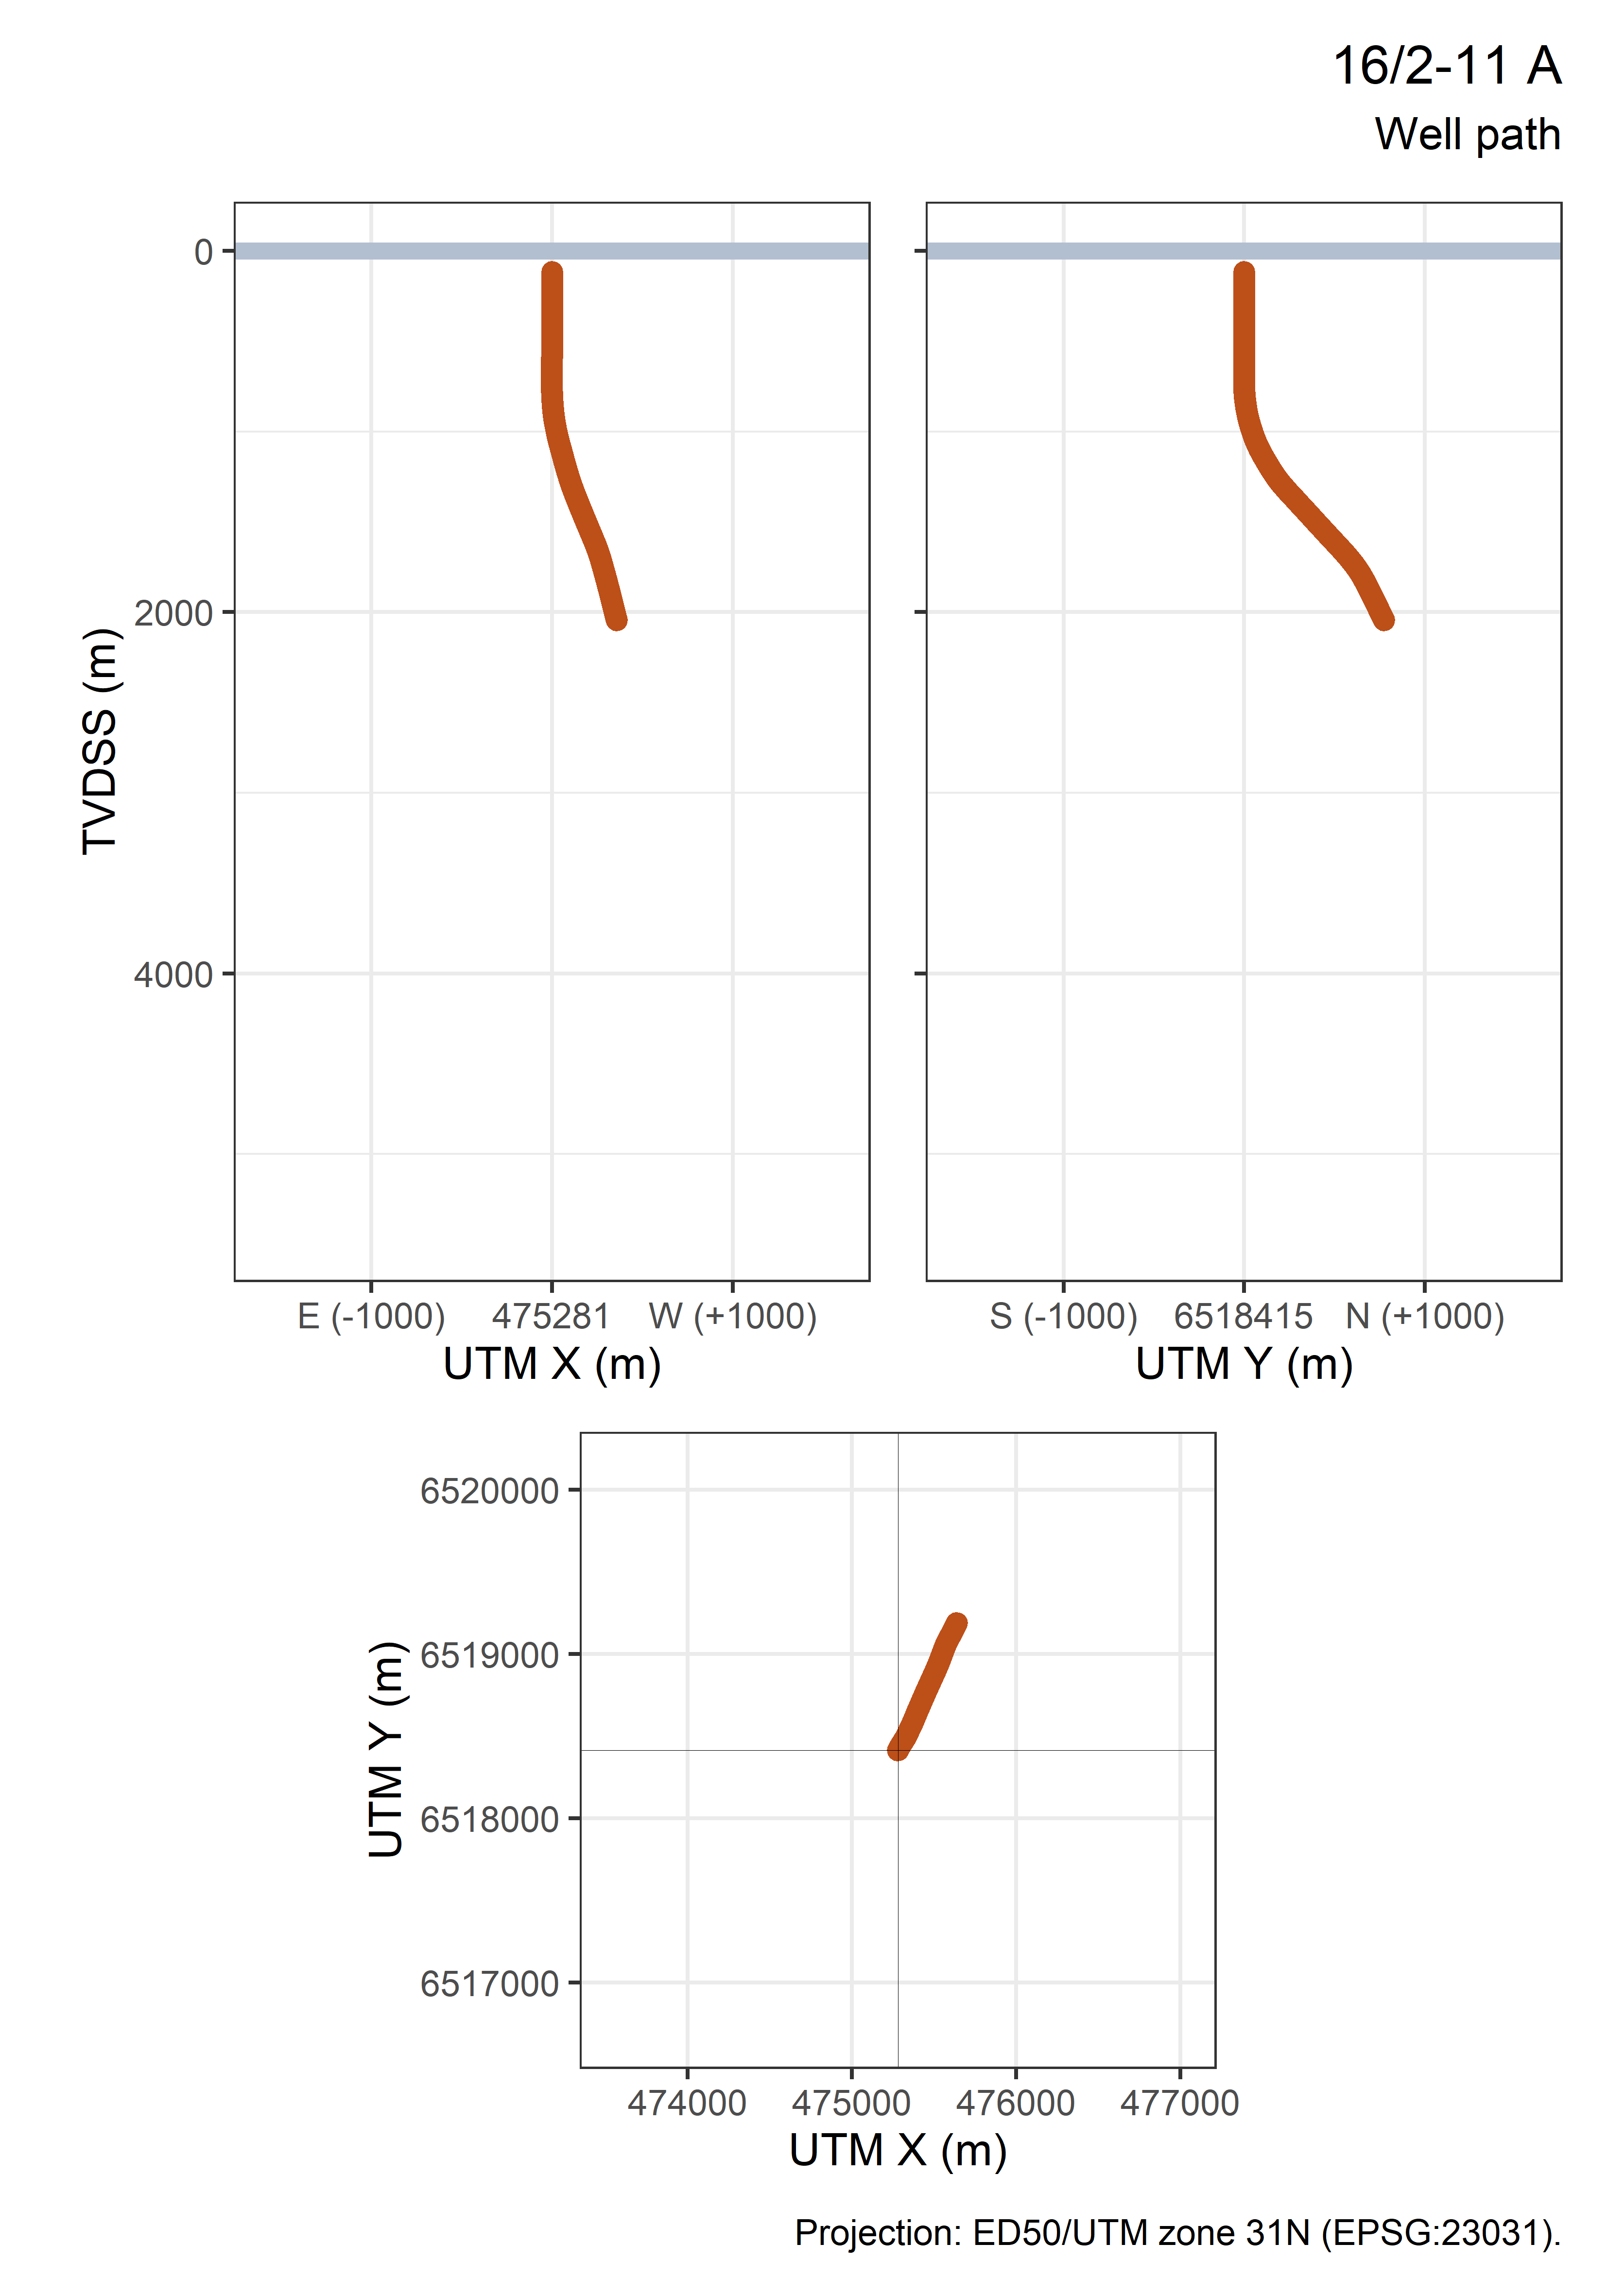 16/2-11 A
Well path
TVDSS (m)
0
2000
4000
E (-1000) 475281 W (+1000)
UTM X (m)
S (-1000) 6518415 N (+1000)
UTM Y (m)
UTM Y (m)
6520000
6519000
6518000
6517000
474000 475000 476000 477000
UTM X (m)
Projection: ED50/UTM zone 31N (EPSG:23031).